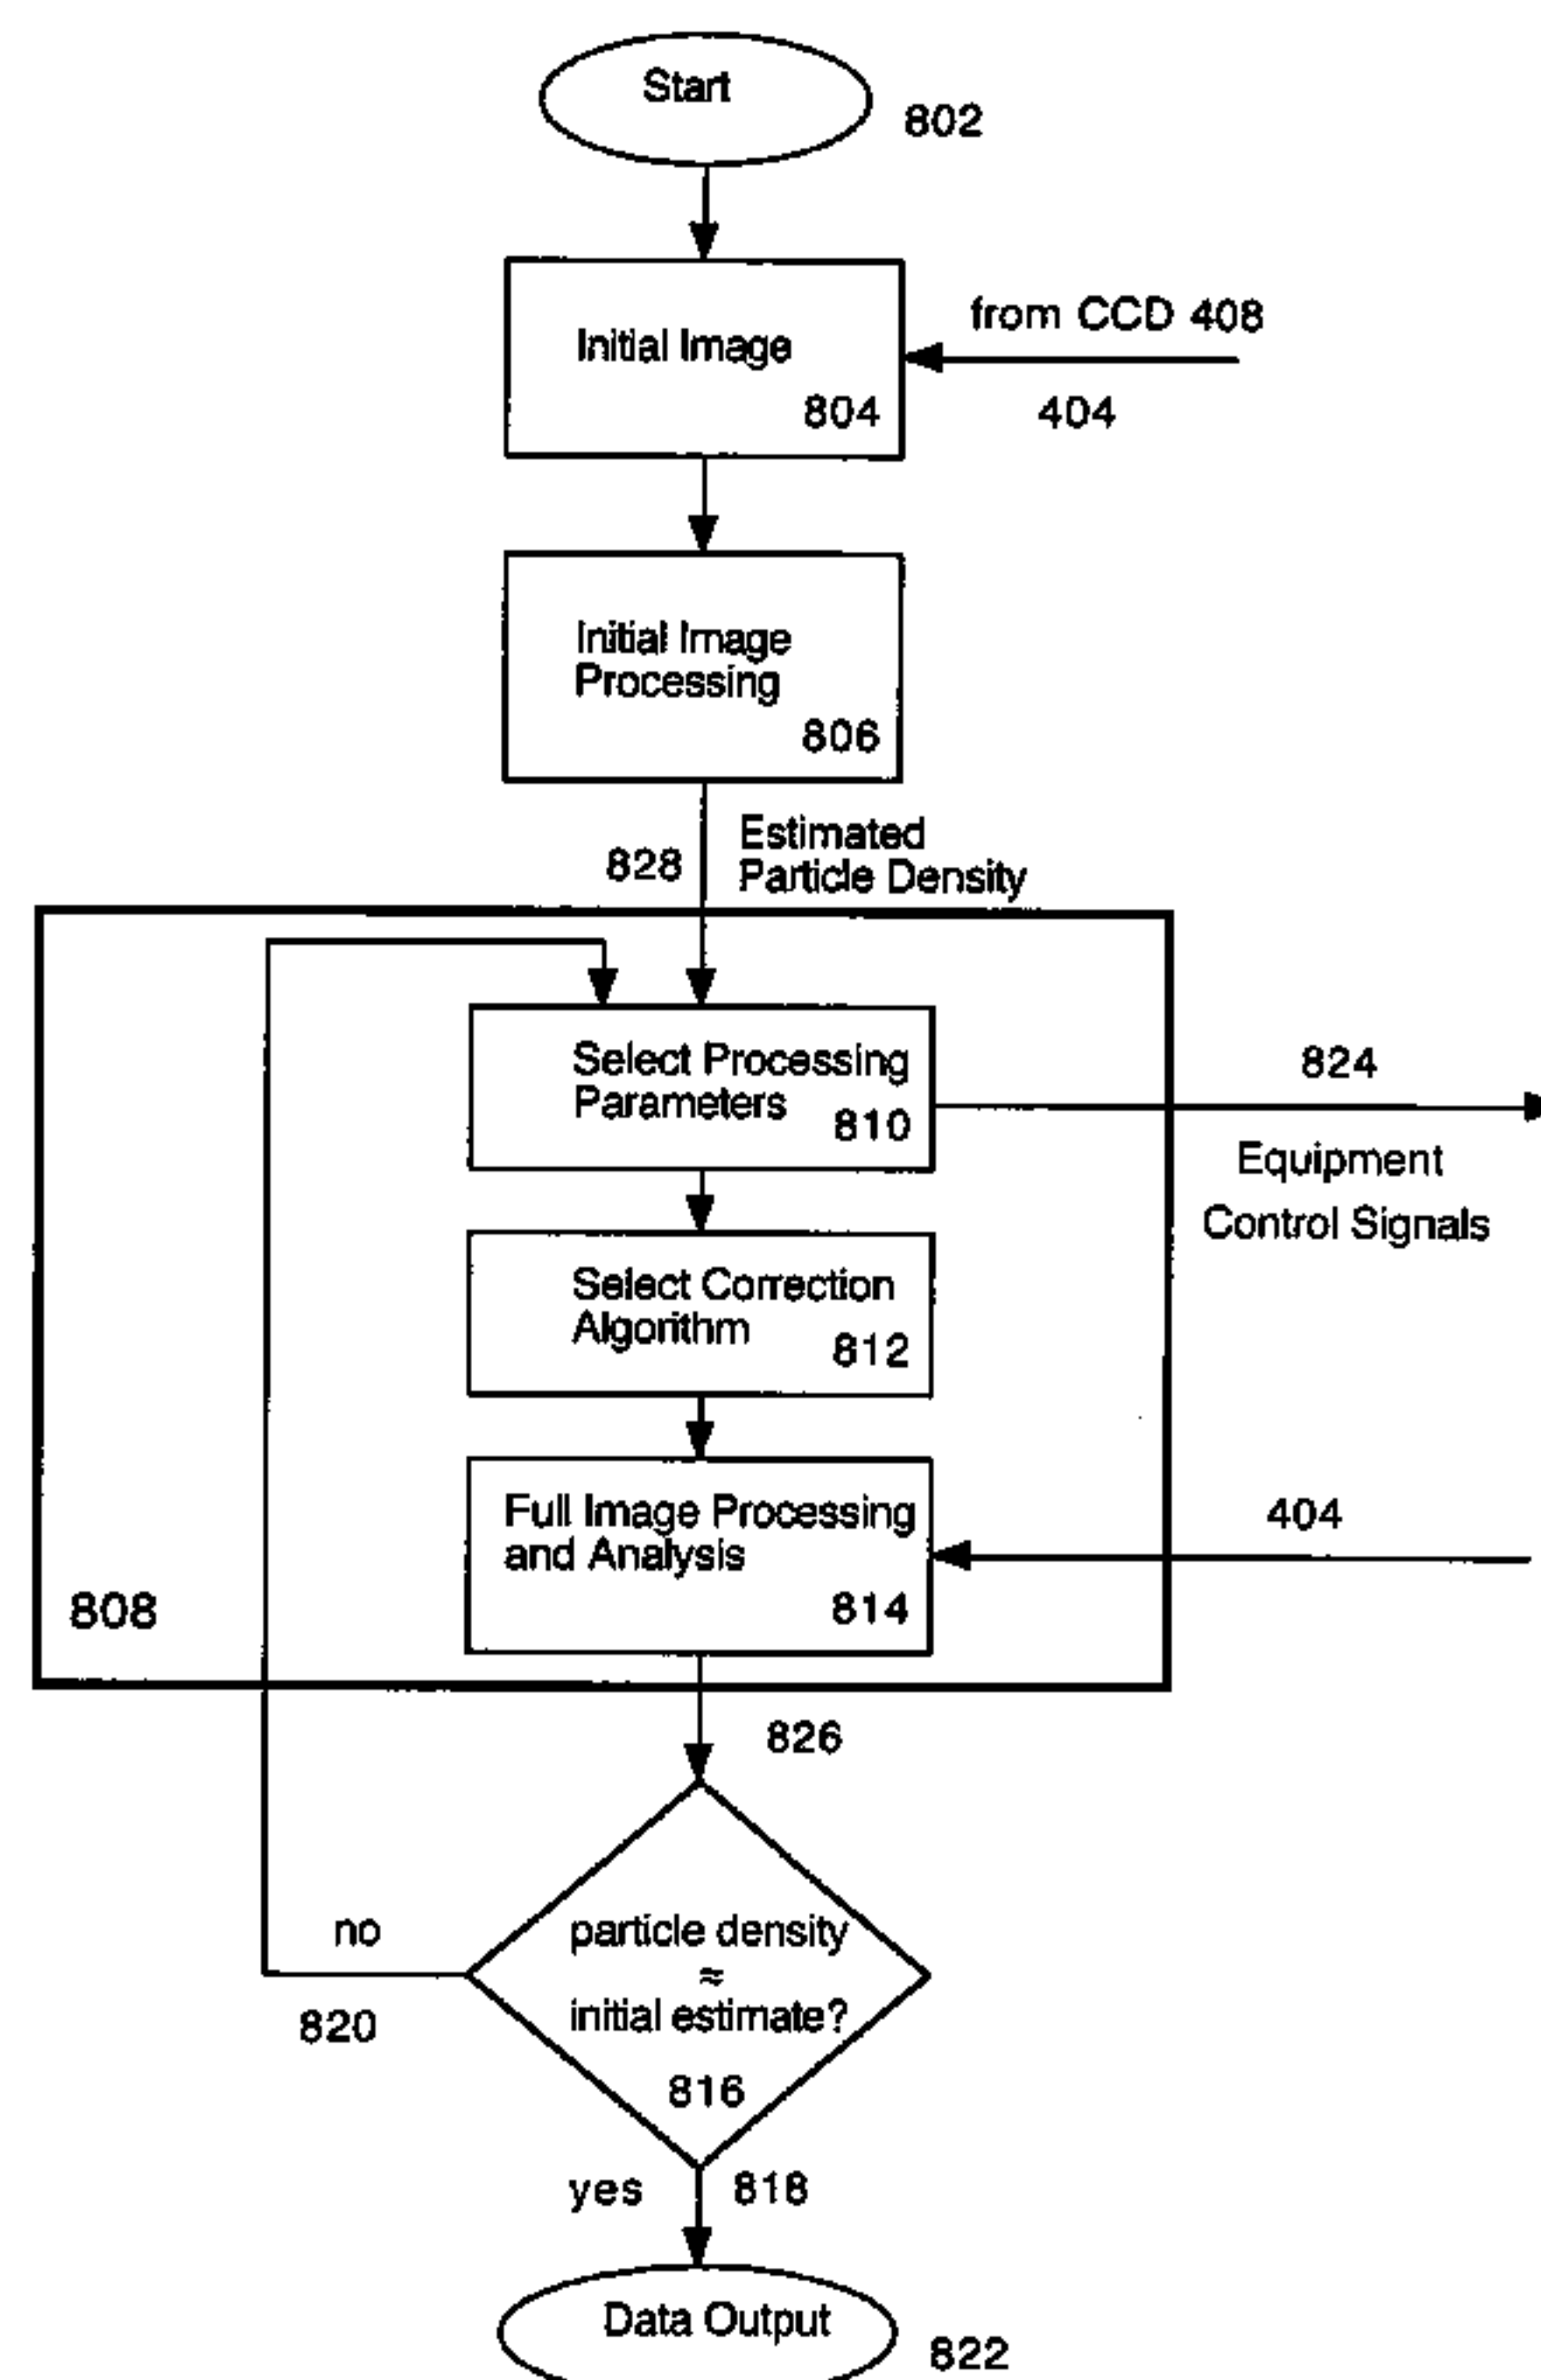 Start
802
from CCD 408
Initial Image
804
404
Initial Image
Processing
806
828
Estimated
Particle Density
Select Processing
Parameters
810
824
Equipment
Control Signals
Select Correction
Algorithm
812
Full Image Processing
and Analysis
814
404
808
826
no
820
particle density
≈
initial estimate?
816
yes
818
Data Output
822